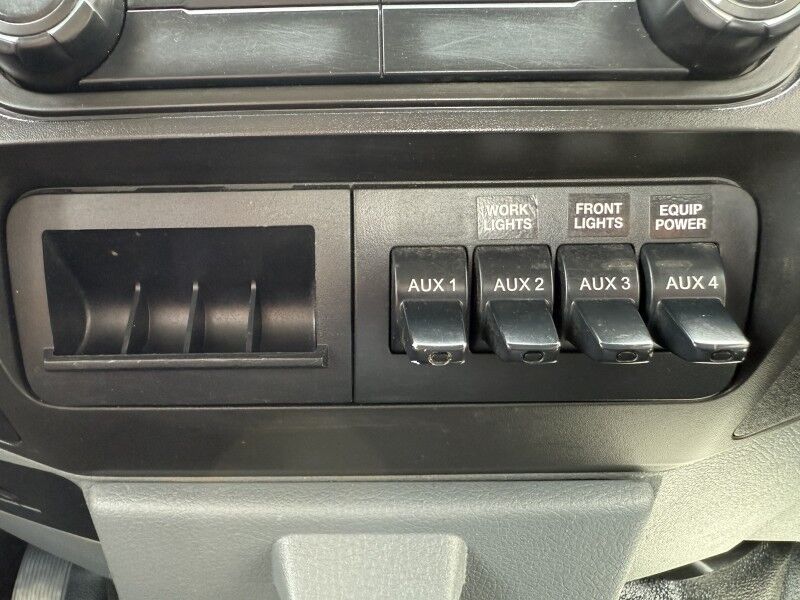 WORK
LIGHTS
FRONT
LIGHTS
EQUIP
POWER
AUX 1
AUX 2
AUX 3
AUX 4